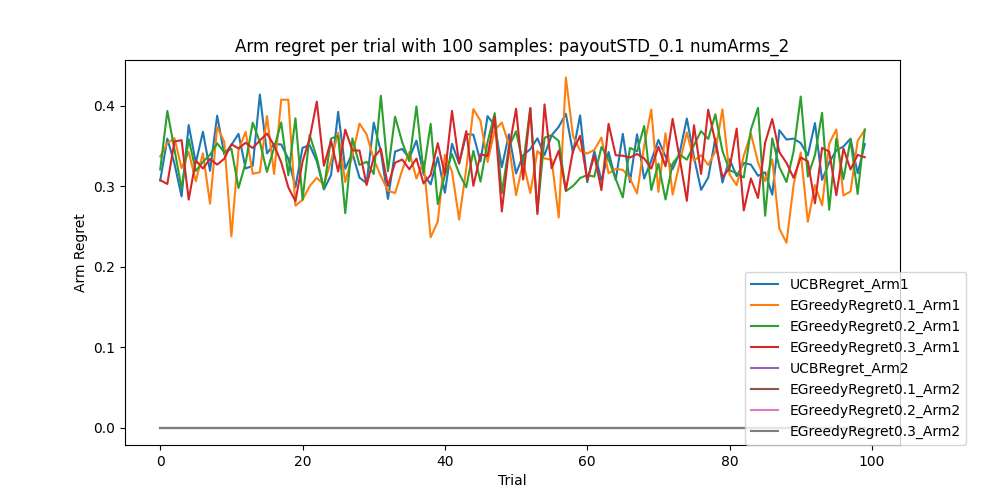 Arm regret per trial with 100 samples: payoutSTD_0.1 numArms_2
Arm Regret
0.4
0.3
0.2
0.1
0.0
UCBRegret_Arm1
EGreedyRegret0.1_Arm1
EGreedyRegret0.2_Arm1
EGreedyRegret0.3_Arm1
UCBRegret_Arm2
EGreedyRegret0.1_Arm2
EGreedyRegret0.2_Arm2
EGreedyRegret0.3_Arm2
0 20 40 60 80 100
Trial